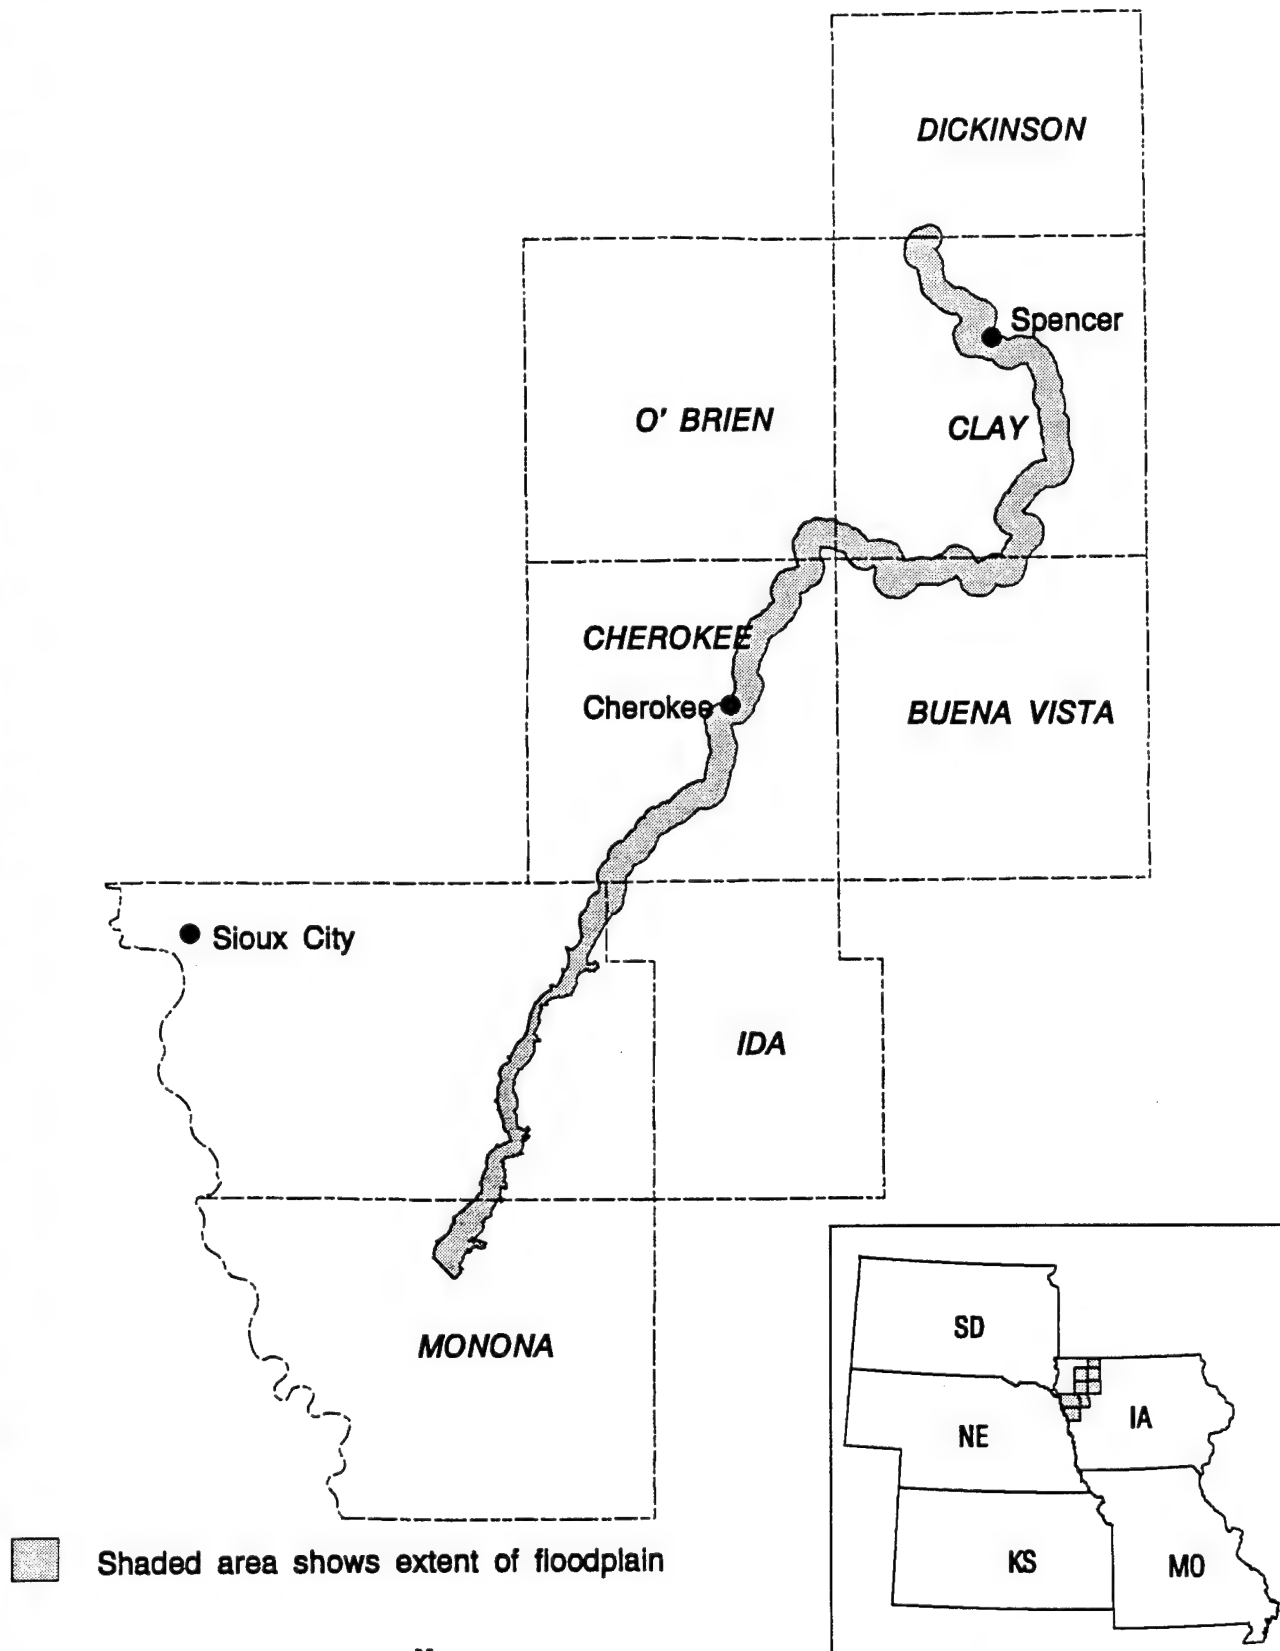 DICKINSON
Spencer
O' BRIEN
CLAY
CHEROKEE
Cherokee
BUENA VISTA
Sioux City
IDA
MONONA
SD
NE
IA
KS
MO
Shaded area shows extent of floodplain